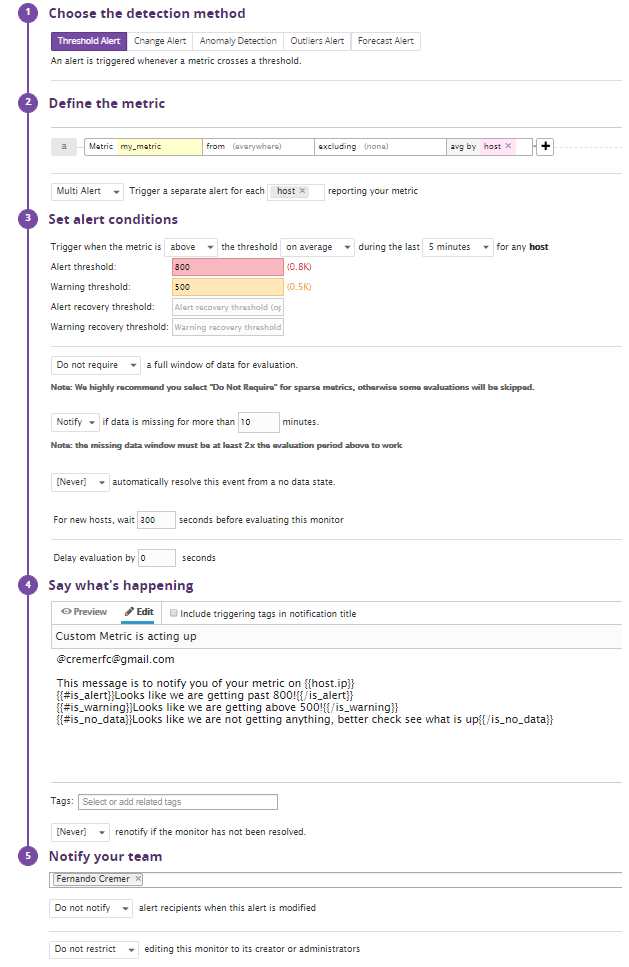 1 Choose the detection method
Threshold Alert Change Alert Anomaly Detection Outliers Alert Forecast Alert
An alert is triggered whenever a metric crosses a threshold.
2 Define the metric
a Metric my_metric from (everywhere) excluding (none) avg by host × +
Multi Alert Trigger a separate alert for each host × reporting your metric
3 Set alert conditions
Trigger when the metric is above the threshold on average during the last 5 minutes for any host
Alert threshold: 800 (0.8K)
Warning threshold: 500 (0.5K)
Alert recovery threshold: Alert recovery threshold (op
Warning recovery threshold: Warning recovery threshold
Do not require a full window of data for evaluation.
Note: We highly recommend you select "Do Not Require" for sparse metrics, otherwise some evaluations will be skipped.
Notify if data is missing for more than 10 minutes.
Note: the missing data window must be at least 2x the evaluation period above to work
[Never] automatically resolve this event from a no data state.
For new hosts, wait 300 seconds before evaluating this monitor
Delay evaluation by 0 seconds
4 Say what's happening
Preview Edit Include triggering tags in notification title
Custom Metric is acting up
@cremerfc@gmail.com
This message is to notify you of your metric on {{host.ip}}
{{#is_alert}}Looks like we are getting past 800!{{/is_alert}}
{{#is_warning}}Looks like we are getting above 500!{{/is_warning}}
{{#is_no_data}}Looks like we are not getting anything, better check see what is up{{/is_no_data}}
Tags: Select or add related tags
[Never] renotify if the monitor has not been resolved.
5 Notify your team
Fernando Cremer ×
Do not notify alert recipients when this alert is modified
Do not restrict editing this monitor to its creator or administrators